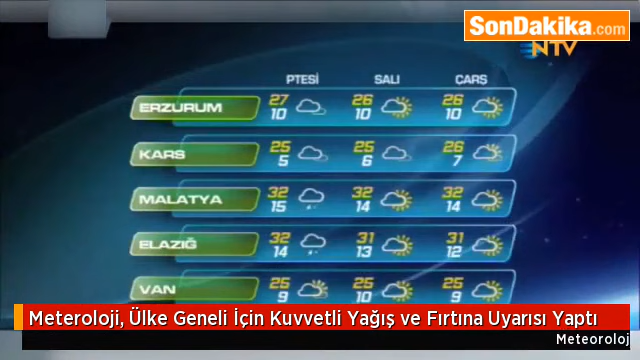 SonDakika.com
NTV
PTESİ SALI ÇARŞ
ERZURUM 27 10 26 10 26 10
KARS 25 5 25 6 26 7
MALATYA 32 15 32 14 32 14
ELAZIĞ 32 14 31 13 31 12
VAN 25 9 25 10 25 9
Meteroloji, Ülke Geneli İçin Kuvvetli Yağış ve Fırtına Uyarısı Yaptı
Meteoroloj